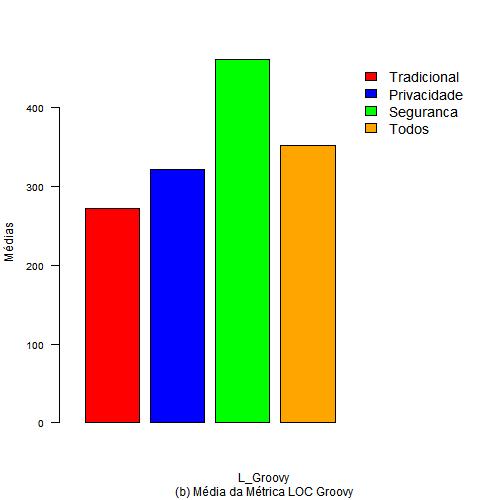 Tradicional
Privacidade
Seguranca
Todos
Médias
400
300
200
100
0
L_Groovy
(b) Média da Métrica LOC Groovy